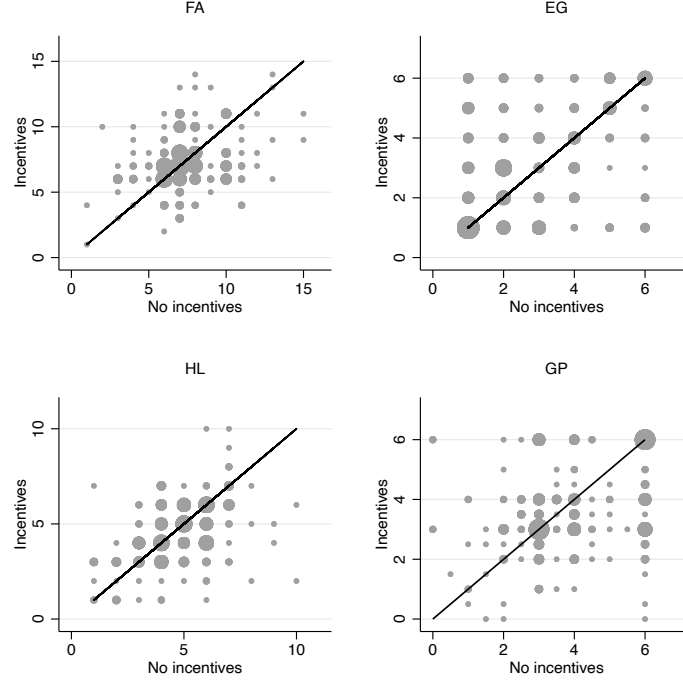 FA
Incentives
15
10
5
0
0 5 10 15
No incentives
EG
Incentives
6
4
2
0
0 2 4 6
No incentives
HL
Incentives
10
5
0
0 5 10
No incentives
GP
Incentives
6
4
2
0
0 2 4 6
No incentives